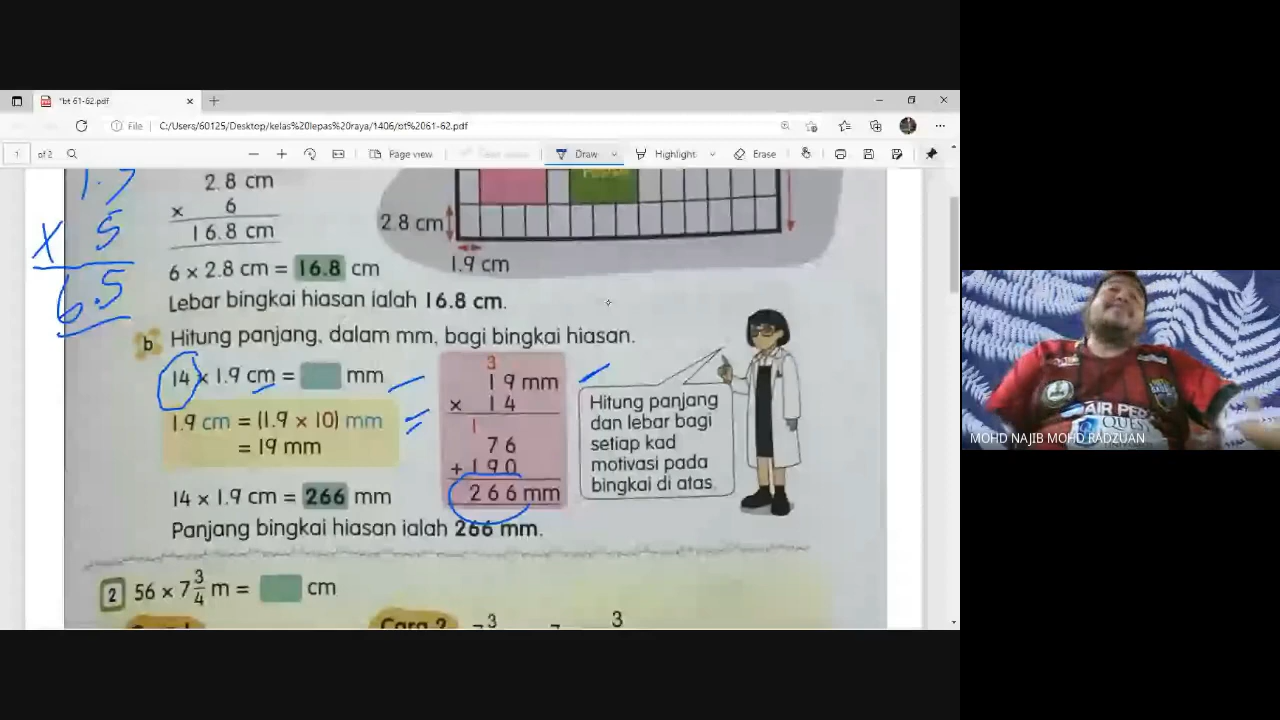 *bt 61-62.pdf
File C:/Users/60125/Desktop/kelas%20lepas%20raya/1406/bt%2061-62.pdf
1 of 2 Page view Draw Highlight Erase
× 5
6.5
2.8 cm
× 6
16.8 cm
6 × 2.8 cm = 16.8 cm
Lebar bingkai hiasan ialah 16.8 cm.
2.8 cm
1.9 cm
b Hitung panjang, dalam mm, bagi bingkai hiasan.
14 × 1.9 cm = mm
1.9 cm = (1.9 × 10) mm
= 19 mm
14 × 1.9 cm = 266 mm
Panjang bingkai hiasan ialah 266 mm.
3
19 mm
× 14
1
76
+ 190
266 mm
Hitung panjang
dan lebar bagi
setiap kad
motivasi pada
bingkai di atas.
2 56 × 7 3/4 m = cm
Cara 2
MOHD NAJIB MOHD RADZUAN